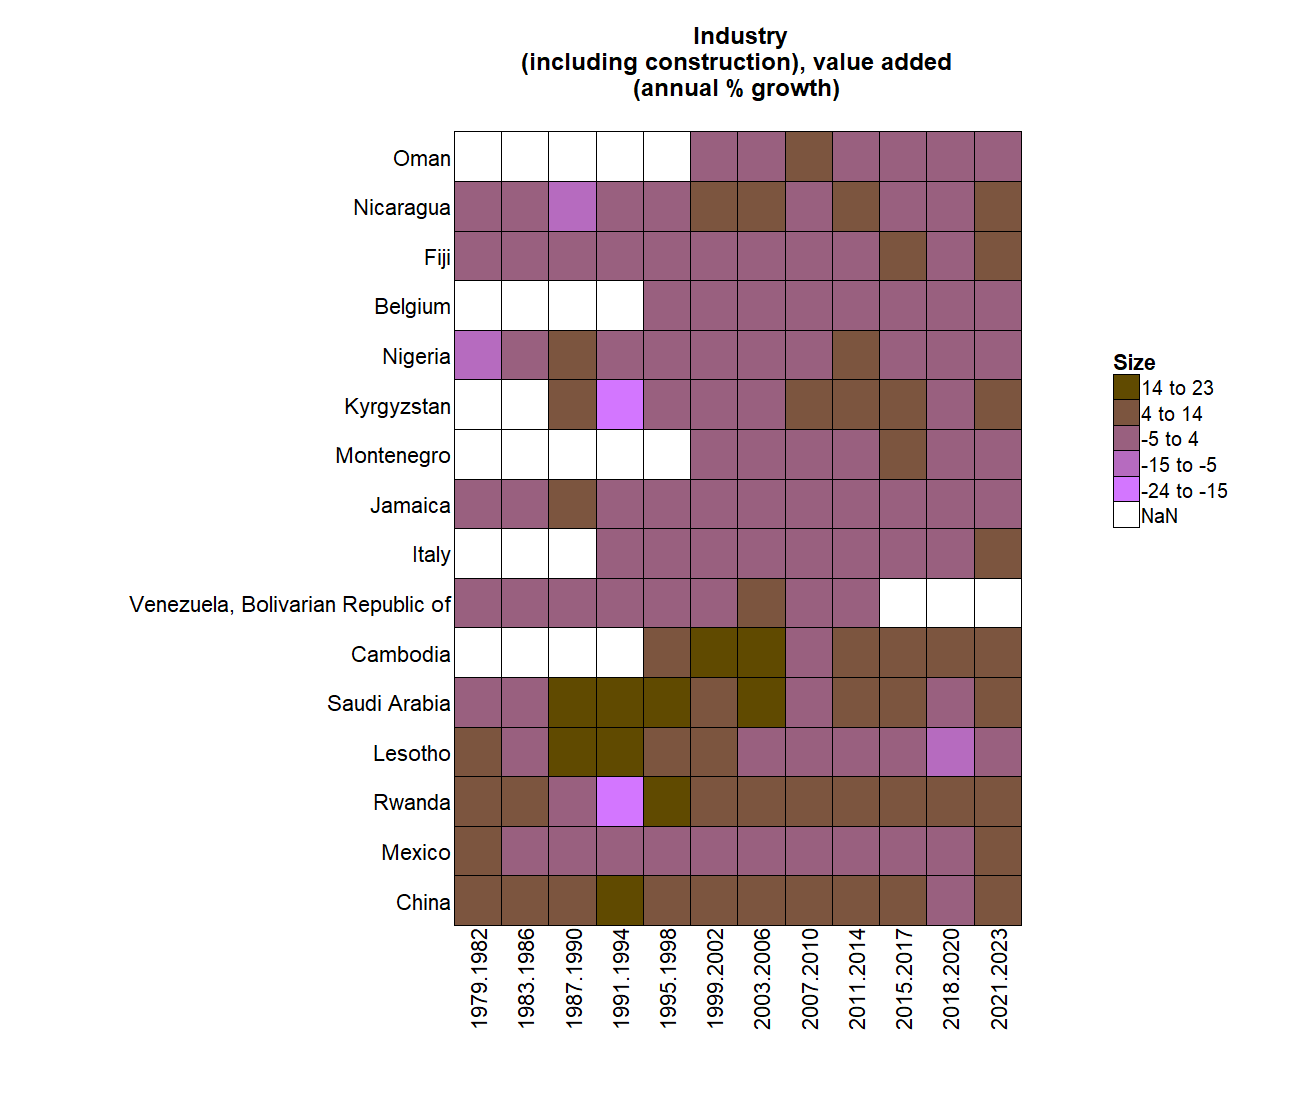 Industry
(including construction), value added
(annual % growth)
Oman
Nicaragua
Fiji
Belgium
Nigeria
Kyrgyzstan
Montenegro
Jamaica
Italy
Venezuela, Bolivarian Republic of
Cambodia
Saudi Arabia
Lesotho
Rwanda
Mexico
China
1979.1982
1983.1986
1987.1990
1991.1994
1995.1998
1999.2002
2003.2006
2007.2010
2011.2014
2015.2017
2018.2020
2021.2023
Size
14 to 23
4 to 14
-5 to 4
-15 to -5
-24 to -15
NaN